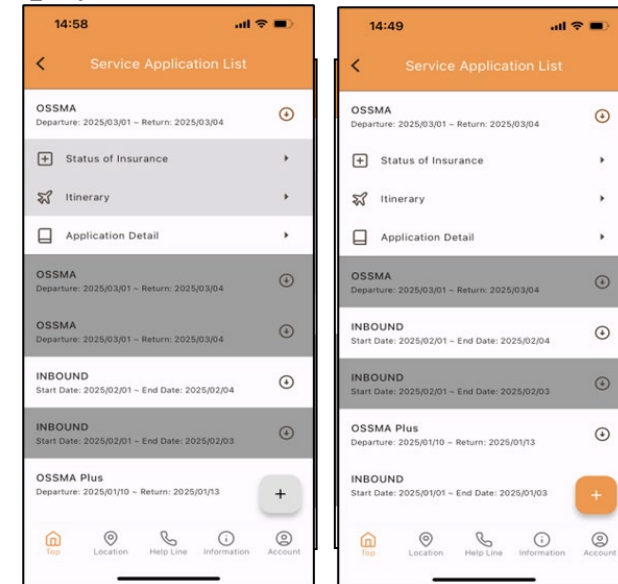 14:58
Service Application List
OSSMA
Departure: 2025/03/01 ~ Return: 2025/03/04
Status of Insurance
Itinerary
Application Detail
OSSMA
Departure: 2025/03/01 ~ Return: 2025/03/04
OSSMA
Departure: 2025/03/01 ~ Return: 2025/03/04
INBOUND
Start Date: 2025/02/01 ~ End Date: 2025/02/04
INBOUND
Start Date: 2025/02/01 ~ End Date: 2025/02/03
OSSMA Plus
Departure: 2025/01/10 ~ Return: 2025/01/13
+
Top Location Help Line Information Account
14:49
Service Application List
OSSMA
Departure: 2025/03/01 ~ Return: 2025/03/04
Status of Insurance
Itinerary
Application Detail
OSSMA
Departure: 2025/03/01 ~ Return: 2025/03/04
INBOUND
Start Date: 2025/02/01 ~ End Date: 2025/02/04
INBOUND
Start Date: 2025/02/01 ~ End Date: 2025/02/03
OSSMA Plus
Departure: 2025/01/10 ~ Return: 2025/01/13
INBOUND
Start Date: 2025/01/01 ~ End Date: 2025/01/03
+
Top Location Help Line Information Account